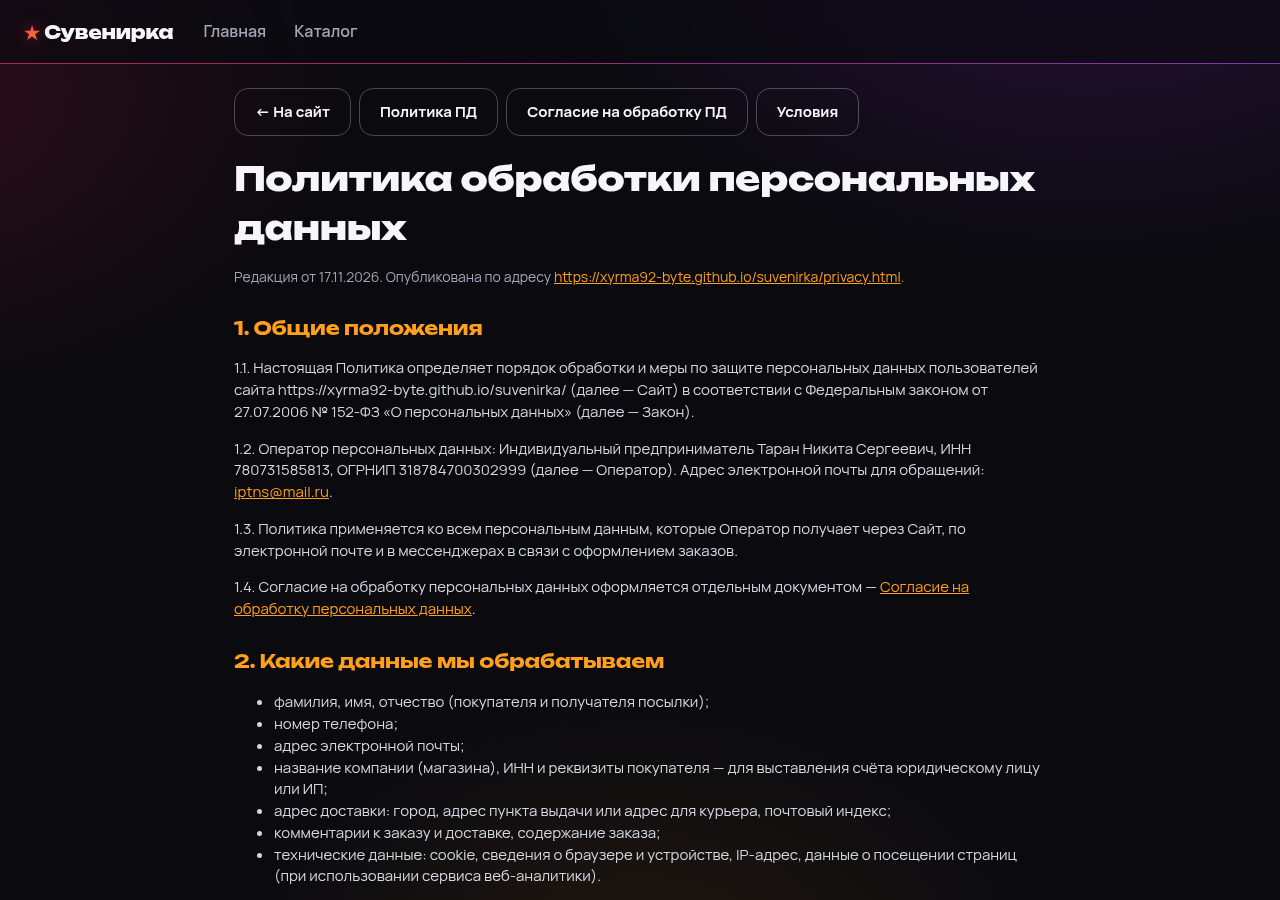 ★ Сувенирка Главная Каталог
← На сайт Политика ПД Согласие на обработку ПД Условия
Политика обработки персональных
данных
Редакция от 17.11.2026. Опубликована по адресу https://xyrma92-byte.github.io/suvenirka/privacy.html.
1. Общие положения
1.1. Настоящая Политика определяет порядок обработки и меры по защите персональных данных пользователей
сайта https://xyrma92-byte.github.io/suvenirka/ (далее — Сайт) в соответствии с Федеральным законом от
27.07.2006 № 152-ФЗ «О персональных данных» (далее — Закон).
1.2. Оператор персональных данных: Индивидуальный предприниматель Таран Никита Сергеевич, ИНН
780731585813, ОГРНИП 318784700302999 (далее — Оператор). Адрес электронной почты для обращений:
iptns@mail.ru.
1.3. Политика применяется ко всем персональным данным, которые Оператор получает через Сайт, по
электронной почте и в мессенджерах в связи с оформлением заказов.
1.4. Согласие на обработку персональных данных оформляется отдельным документом — Согласие на
обработку персональных данных.
2. Какие данные мы обрабатываем
• фамилия, имя, отчество (покупателя и получателя посылки);
• номер телефона;
• адрес электронной почты;
• название компании (магазина), ИНН и реквизиты покупателя — для выставления счёта юридическому лицу
или ИП;
• адрес доставки: город, адрес пункта выдачи или адрес для курьера, почтовый индекс;
• комментарии к заказу и доставке, содержание заказа;
• технические данные: cookie, сведения о браузере и устройстве, IP-адрес, данные о посещении страниц
(при использовании сервиса веб-аналитики).